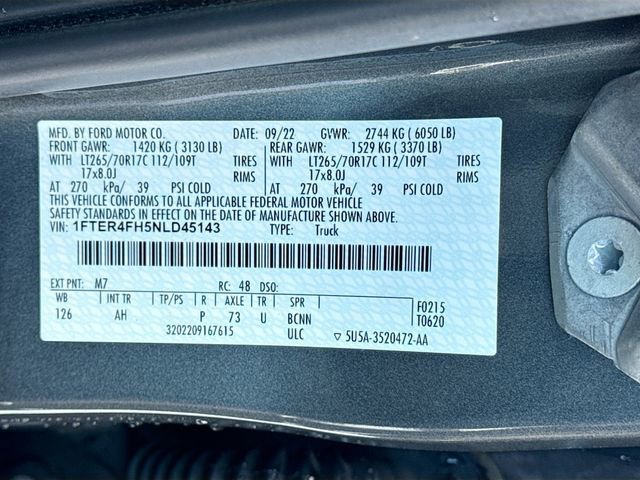 MFD. BY FORD MOTOR CO. DATE: 09/22 GVWR: 2744 KG ( 6050 LB)
FRONT GAWR: 1420 KG ( 3130 LB) REAR GAWR: 1529 KG ( 3370 LB)
WITH LT265/70R17C 112/109T TIRES WITH LT265/70R17C 112/109T TIRES
17x8.0J RIMS 17x8.0J RIMS
AT 270 kPa/ 39 PSI COLD AT 270 kPa/ 39 PSI COLD
THIS VEHICLE CONFORMS TO ALL APPLICABLE FEDERAL MOTOR VEHICLE
SAFETY STANDARDS IN EFFECT ON THE DATE OF MANUFACTURE SHOWN ABOVE.
VIN: 1FTER4FH5NLD45143 TYPE: Truck
EXT PNT: M7 RC: 48 DSO:
WB INT TR TP/PS R AXLE TR SPR F0215
126 AH P 73 U BCNN T0620
3202209167615 ULC ▽ 5U5A-3520472-AA